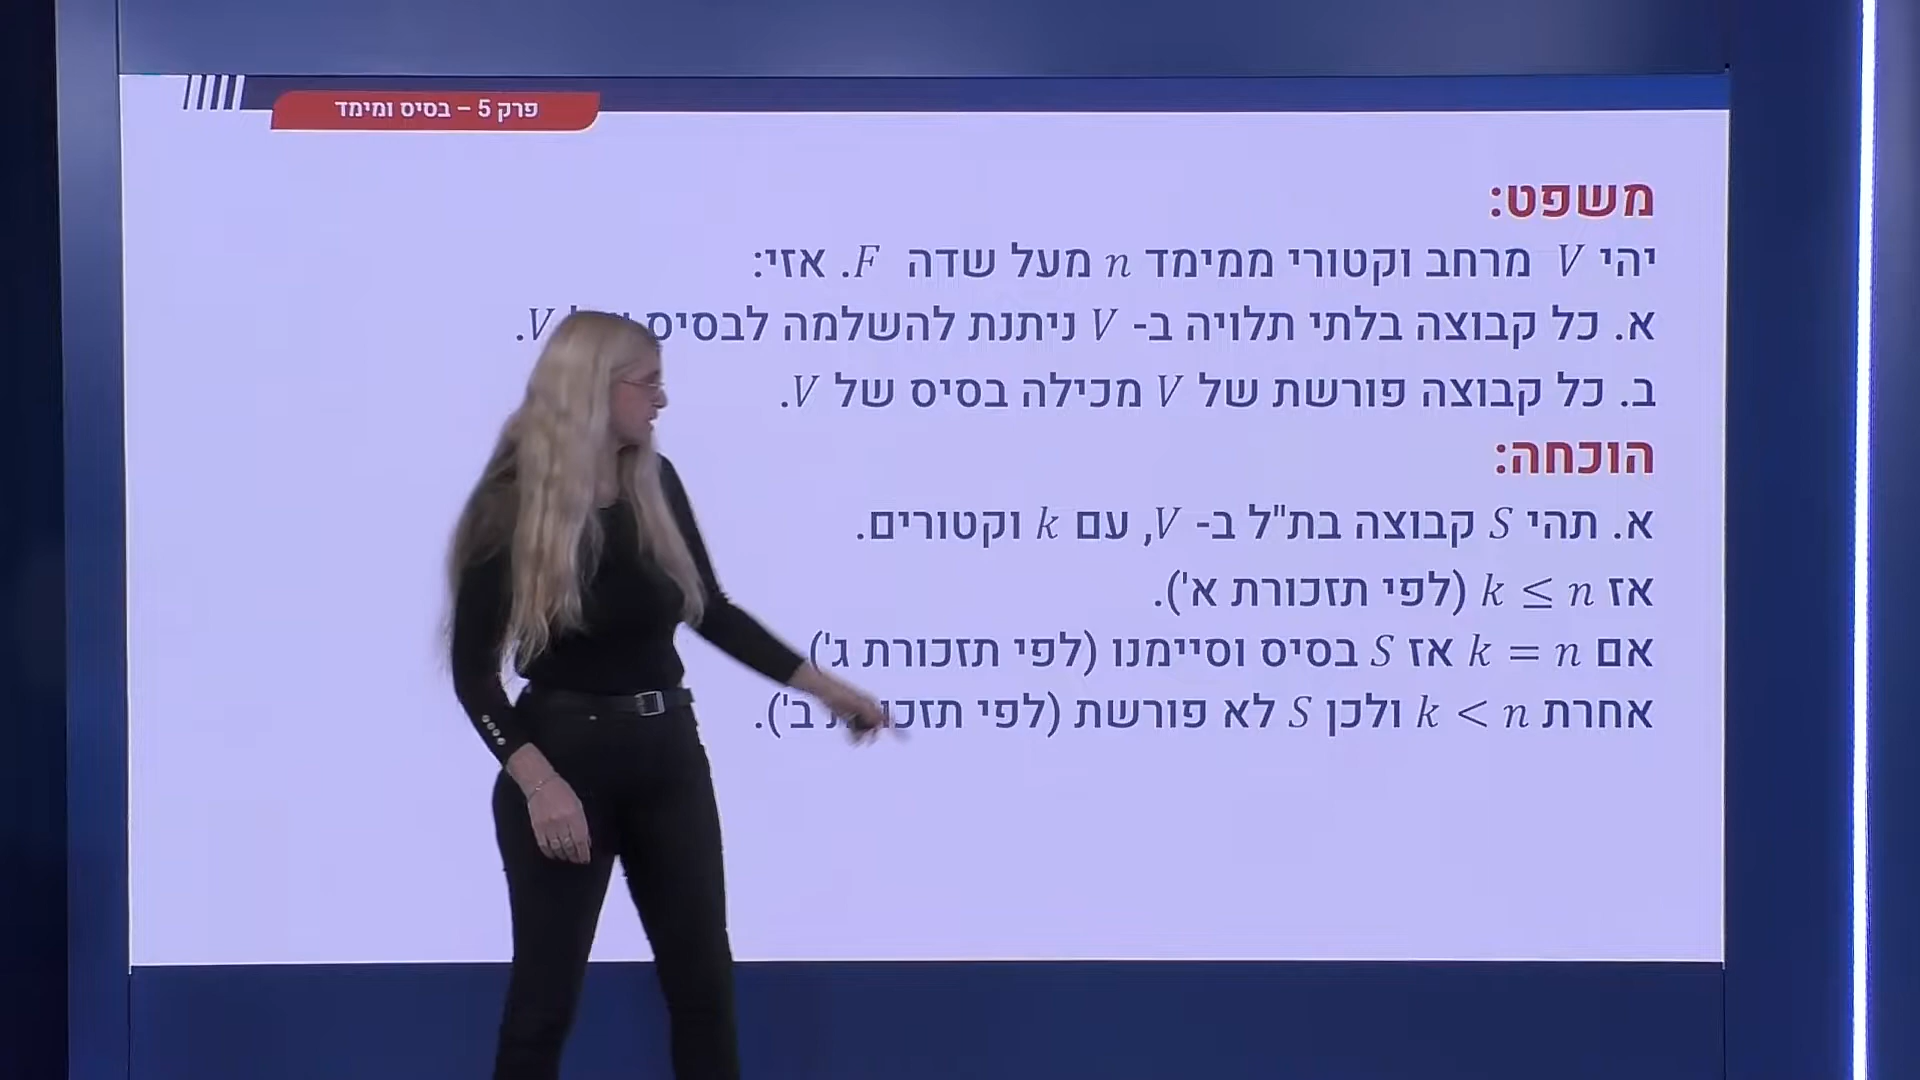 פרק 5 – בסיס ומימד
משפט:
יהי V מרחב וקטורי ממימד n מעל שדה F. אזי:
א. כל קבוצה בלתי תלויה ב- V ניתנת להשלמה לבסיס V.
ב. כל קבוצה פורשת של V מכילה בסיס של V.
הוכחה:
א. תהי S קבוצה בת"ל ב- V, עם k וקטורים.
אז k ≤ n (לפי תזכורת א').
אם k = n אז S בסיס וסיימנו (לפי תזכורת ג')
אחרת k < n ולכן S לא פורשת (לפי תזכורת ב').